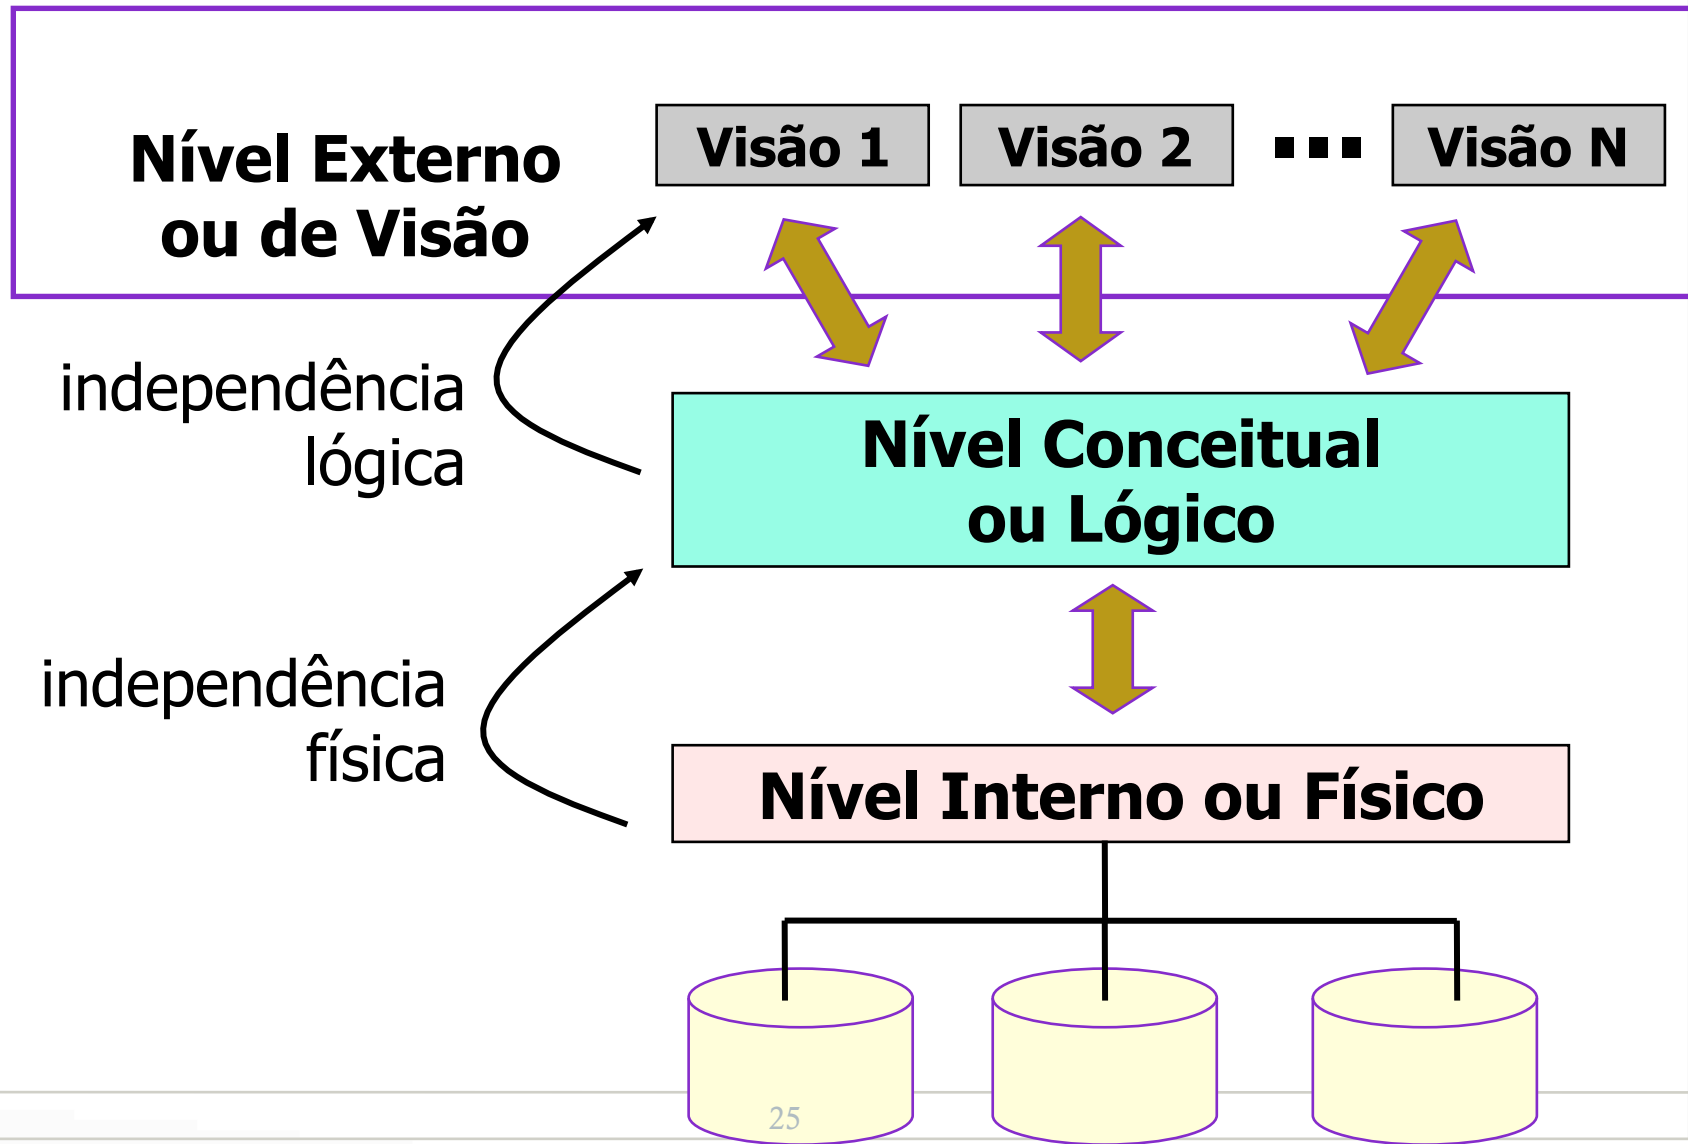 Nível Externo
ou de Visão
Visão 1
Visão 2
...
Visão N
independência
lógica
Nível Conceitual
ou Lógico
independência
física
Nível Interno ou Físico
25